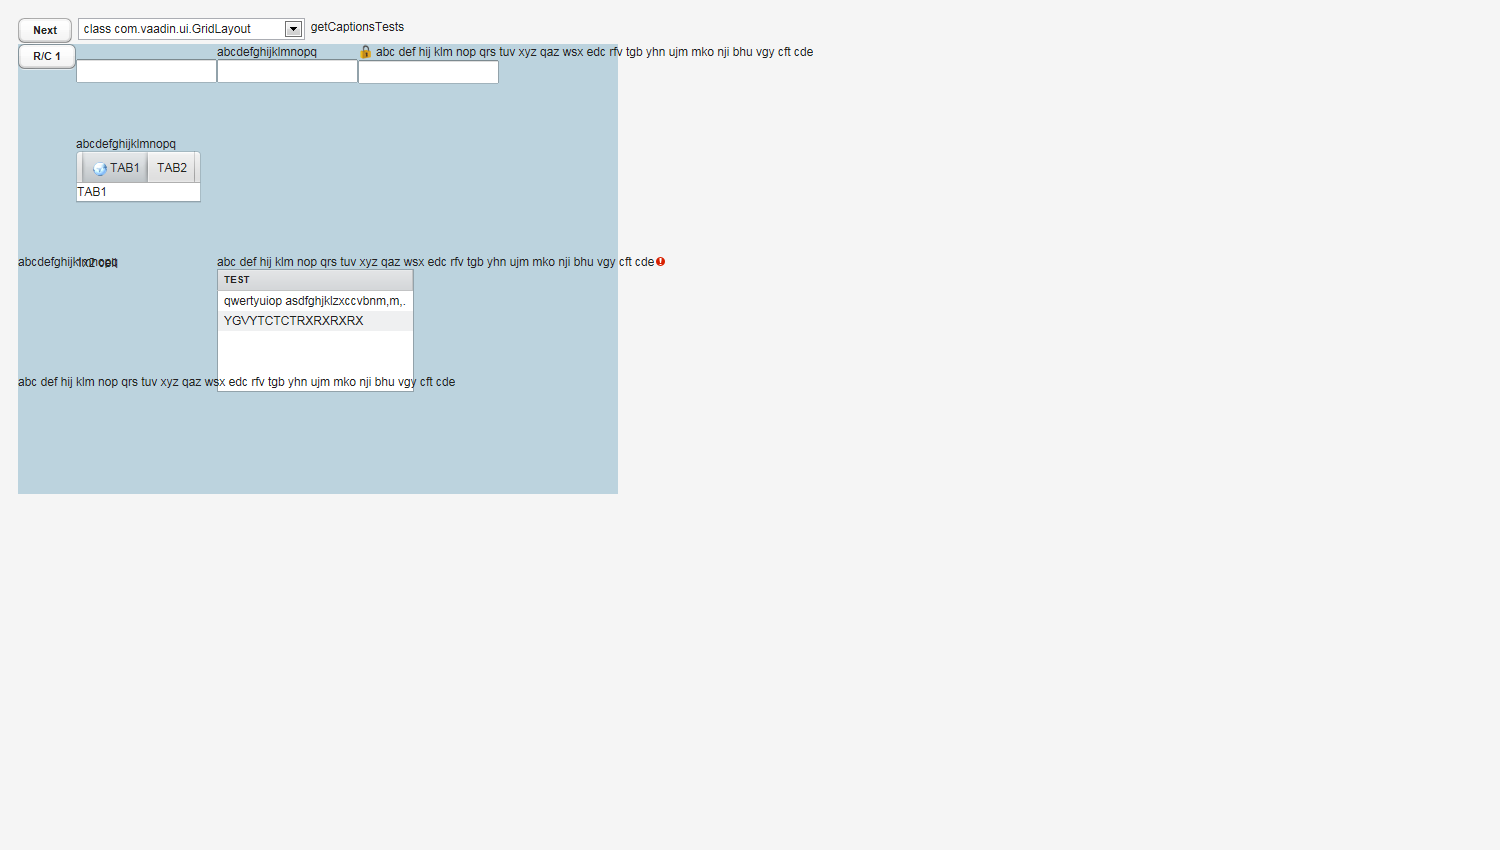 Next class com.vaadin.ui.GridLayout getCaptionsTests
R/C 1 abcdefghijklmnopq abc def hij klm nop qrs tuv xyz qaz wsx edc rfv tgb yhn ujm mko nji bhu vgy cft cde
abcdefghijklmnopq
TAB1 TAB2
TAB1
abcdefghijklmnopq 1x2 cell abc def hij klm nop qrs tuv xyz qaz wsx edc rfv tgb yhn ujm mko nji bhu vgy cft cde
TEST
qwertyuiop asdfghjklzxccvbnm,m,.
YGVYTCTCTRXRXRXRX
abc def hij klm nop qrs tuv xyz qaz wsx edc rfv tgb yhn ujm mko nji bhu vgy cft cde